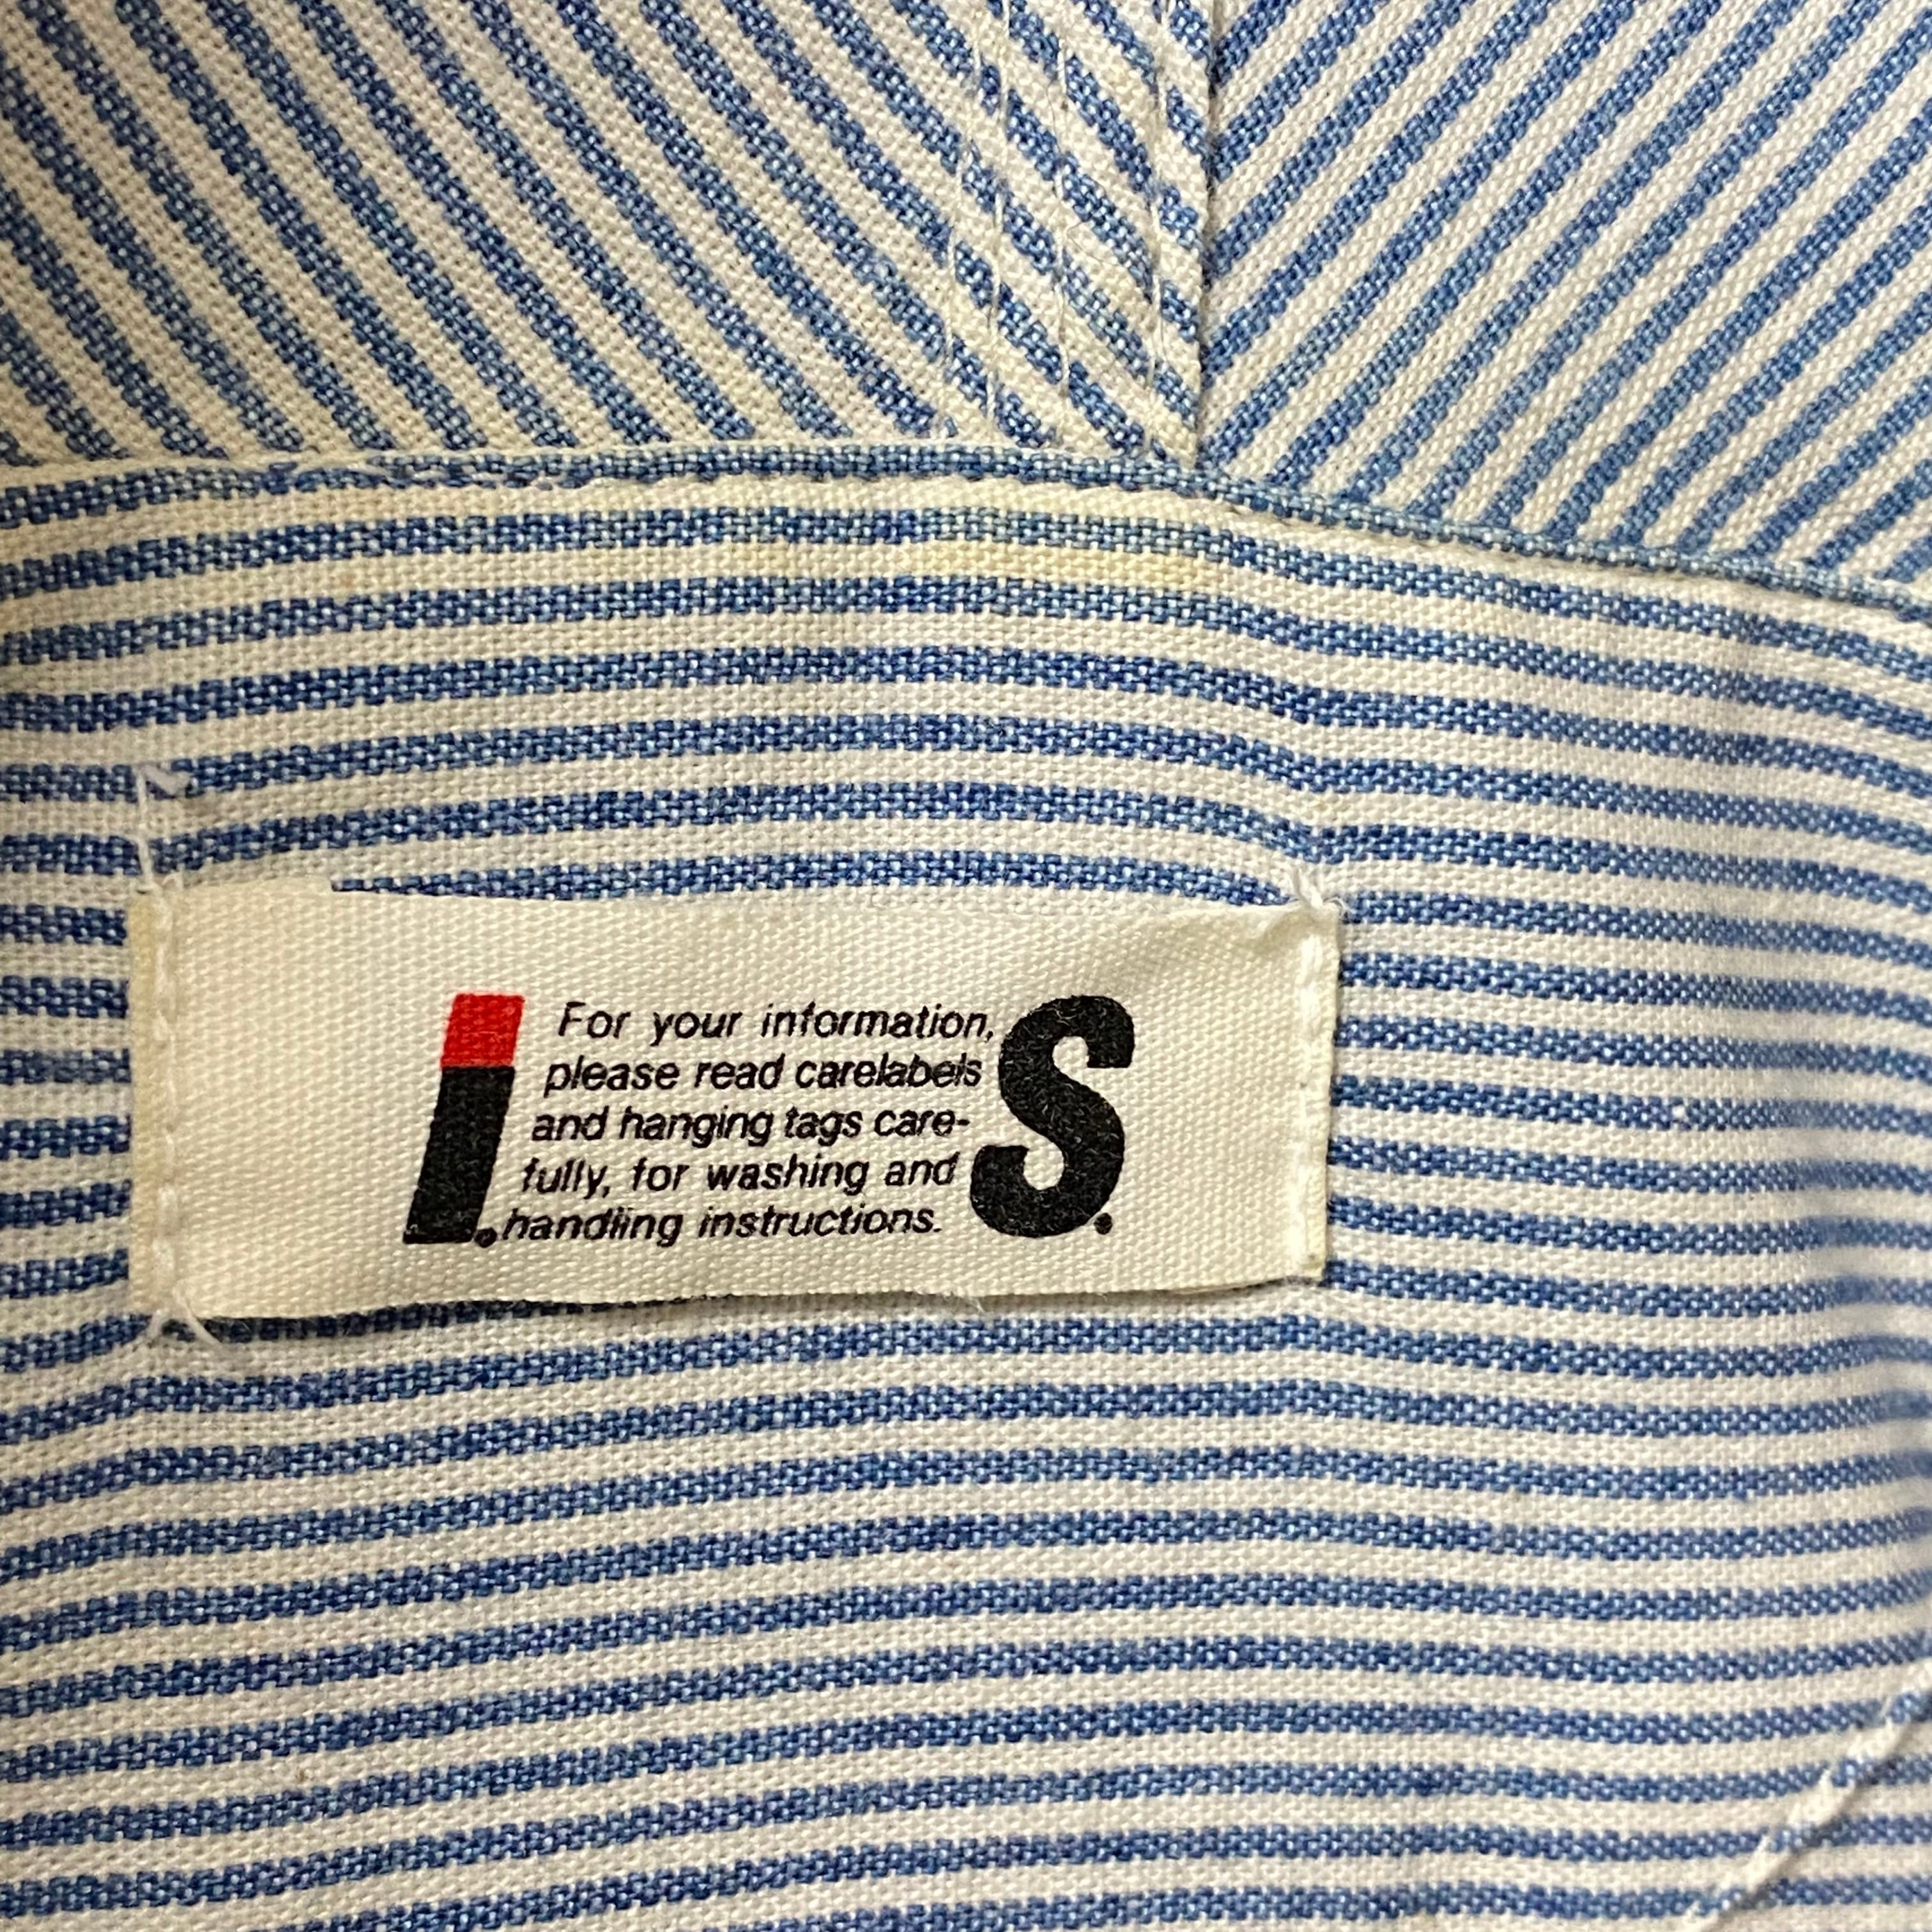 I.S.
For your information,
please read carelabels
and hanging tags care-
fully, for washing and
handling instructions.